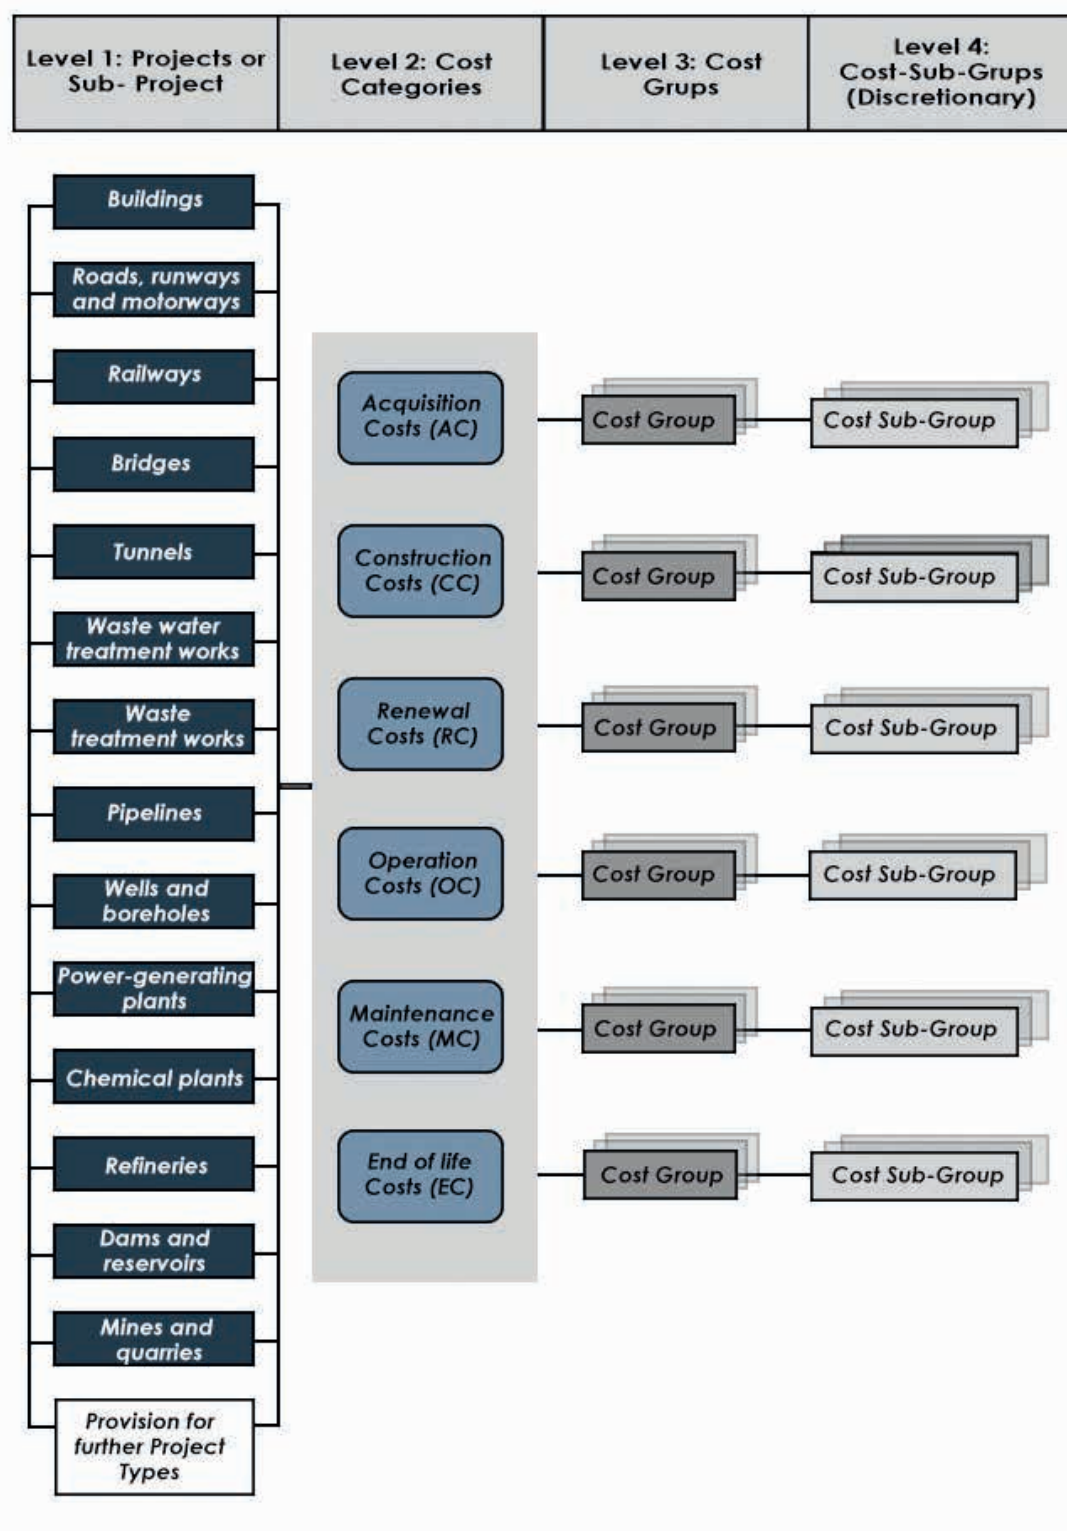 Level 1: Projects or
Sub- Project
Level 2: Cost
Categories
Level 3: Cost
Grups
Level 4:
Cost-Sub-Grups
(Discretionary)
Buildings
Roads, runways
and motorways
Railways
Bridges
Tunnels
Waste water
treatment works
Waste
treatment works
Pipelines
Wells and
boreholes
Power-generating
plants
Chemical plants
Refineries
Dams and
reservoirs
Mines and
quarries
Provision for
further Project
Types
Acquisition
Costs (AC)
Cost Group
Cost Sub-Group
Construction
Costs (CC)
Cost Group
Cost Sub-Group
Renewal
Costs (RC)
Cost Group
Cost Sub-Group
Operation
Costs (OC)
Cost Group
Cost Sub-Group
Maintenance
Costs (MC)
Cost Group
Cost Sub-Group
End of life
Costs (EC)
Cost Group
Cost Sub-Group